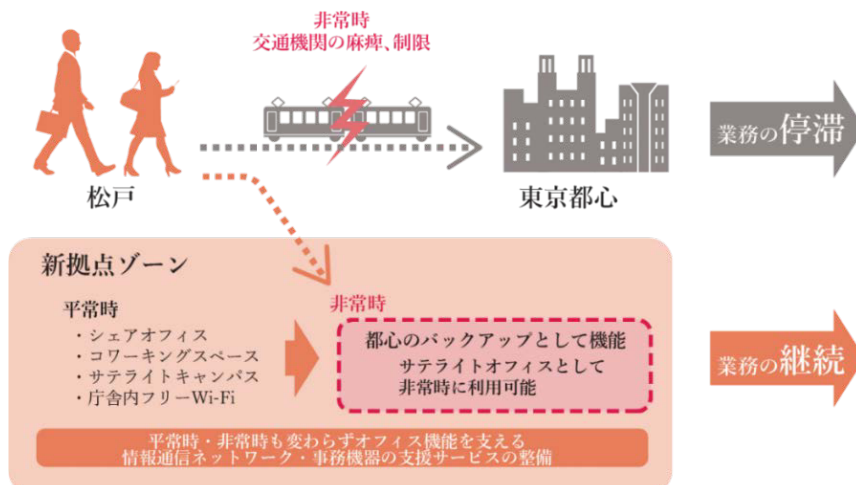 非常時
交通機関の麻痺、制限
松戸
東京都心
業務の停滞
新拠点ゾーン
平常時
・シェアオフィス
・コワーキングスペース
・サテライトキャンパス
・庁舎内フリーWi-Fi
非常時
都心のバックアップとして機能
サテライトオフィスとして
非常時に利用可能
業務の継続
平常時・非常時も変わらずオフィス機能を支える
情報通信ネットワーク・事務機器の支援サービスの整備